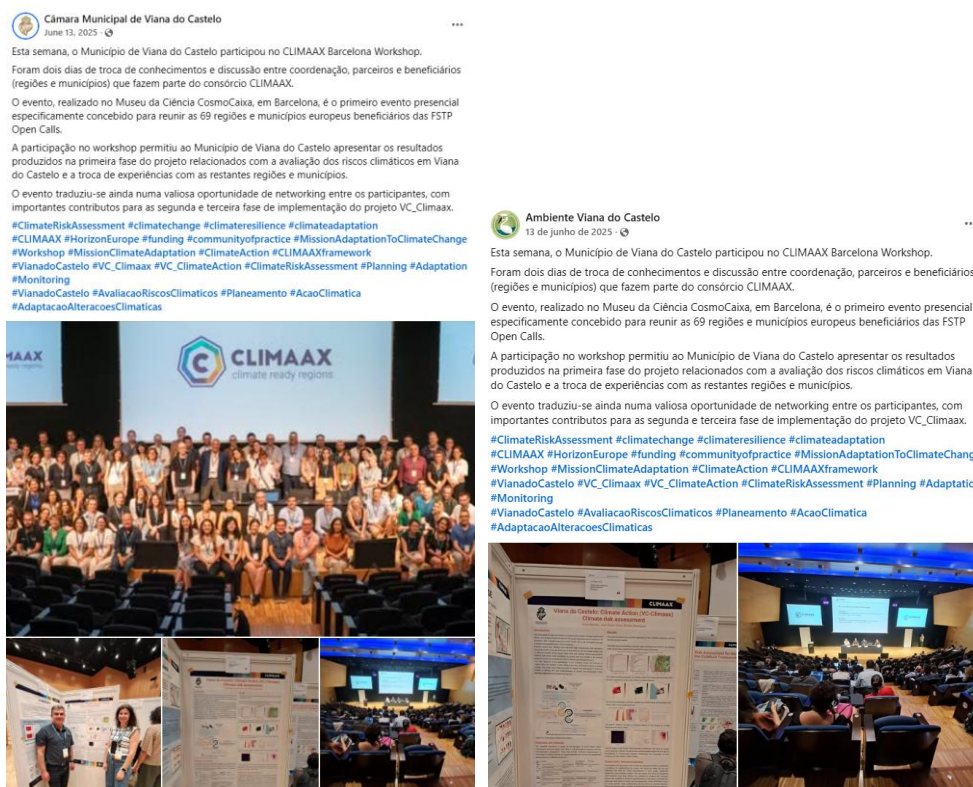 Câmara Municipal de Viana do Castelo
June 13, 2025 ·
Esta semana, o Município de Viana do Castelo participou no CLIMAAX Barcelona Workshop.
Foram dois dias de troca de conhecimentos e discussão entre coordenação, parceiros e beneficiários
(regiões e municípios) que fazem parte do consórcio CLIMAAX.
O evento, realizado no Museu da Ciência CosmoCaixa, em Barcelona, é o primeiro evento presencial
especificamente concebido para reunir as 69 regiões e municípios europeus beneficiários das FSTP
Open Calls.
A participação no workshop permitiu ao Município de Viana do Castelo apresentar os resultados
produzidos na primeira fase do projeto relacionados com a avaliação dos riscos climáticos em Viana
do Castelo e a troca de experiências com as restantes regiões e municípios.
O evento traduziu-se ainda numa valiosa oportunidade de networking entre os participantes, com
importantes contributos para as segunda e terceira fase de implementação do projeto VC_Climaax.
#ClimateRiskAssessment #climatechange #climateresilience #climateadaptation
#CLIMAAX #HorizonEurope #funding #communityofpractice #MissionAdaptationToClimateChange
#Workshop #MissionClimateAdaptation #ClimateAction #CLIMAAXframework
#VianadoCastelo #VC_Climaax #VC_ClimateAction #ClimateRiskAssessment #Planning #Adaptation
#Monitoring
#VianadoCastelo #AvaliacaoRiscosClimaticos #Planeamento #AcaoClimatica
#AdaptacaoAlteracoesClimaticas
MAAX
regions
CLIMAAX
climate ready regions
Ambiente Viana do Castelo
13 de junho de 2025 ·
Esta semana, o Município de Viana do Castelo participou no CLIMAAX Barcelona Workshop.
Foram dois dias de troca de conhecimentos e discussão entre coordenação, parceiros e beneficiários
(regiões e municípios) que fazem parte do consórcio CLIMAAX.
O evento, realizado no Museu da Ciência CosmoCaixa, em Barcelona, é o primeiro evento presencial
especificamente concebido para reunir as 69 regiões e municípios europeus beneficiários das FSTP
Open Calls.
A participação no workshop permitiu ao Município de Viana do Castelo apresentar os resultados
produzidos na primeira fase do projeto relacionados com a avaliação dos riscos climáticos em Viana
do Castelo e a troca de experiências com as restantes regiões e municípios.
O evento traduziu-se ainda numa valiosa oportunidade de networking entre os participantes, com
importantes contributos para as segunda e terceira fase de implementação do projeto VC_Climaax.
#ClimateRiskAssessment #climatechange #climateresilience #climateadaptation
#CLIMAAX #HorizonEurope #funding #communityofpractice #MissionAdaptationToClimateChang
#Workshop #MissionClimateAdaptation #ClimateAction #CLIMAAXframework
#VianadoCastelo #VC_Climaax #VC_ClimateAction #ClimateRiskAssessment #Planning #Adaptatio
#Monitoring
#VianadoCastelo #AvaliacaoRiscosClimaticos #Planeamento #AcaoClimatica
#AdaptacaoAlteracoesClimaticas
CLIMAAX
Viana do Castelo: Climate Action (VC-Climaax)
Climate risk assessment